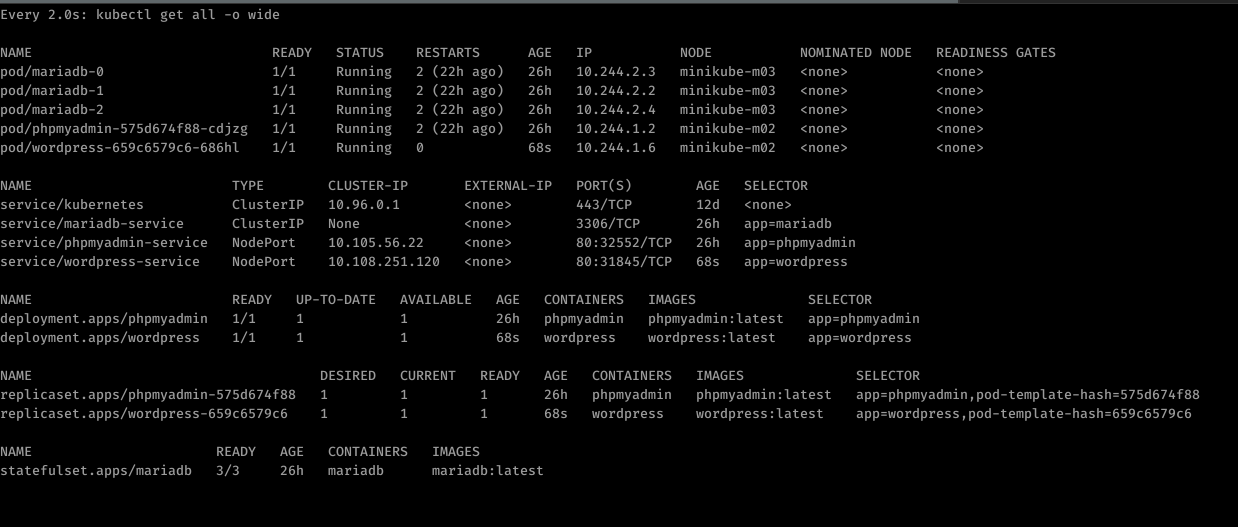 Every 2.0s: kubectl get all -o wide
NAME                              READY   STATUS    RESTARTS      AGE   IP           NODE           NOMINATED NODE   READINESS GATES
pod/mariadb-0                     1/1     Running   2 (22h ago)   26h   10.244.2.3   minikube-m03   <none>           <none>
pod/mariadb-1                     1/1     Running   2 (22h ago)   26h   10.244.2.2   minikube-m03   <none>           <none>
pod/mariadb-2                     1/1     Running   2 (22h ago)   26h   10.244.2.4   minikube-m03   <none>           <none>
pod/phpmyadmin-575d674f88-cdjzg   1/1     Running   2 (22h ago)   26h   10.244.1.2   minikube-m02   <none>           <none>
pod/wordpress-659c6579c6-686hl    1/1     Running   0             68s   10.244.1.6   minikube-m02   <none>           <none>
NAME                         TYPE        CLUSTER-IP       EXTERNAL-IP   PORT(S)        AGE   SELECTOR
service/kubernetes           ClusterIP   10.96.0.1        <none>        443/TCP        12d   <none>
service/mariadb-service      ClusterIP   None             <none>        3306/TCP       26h   app=mariadb
service/phpmyadmin-service   NodePort    10.105.56.22     <none>        80:32552/TCP   26h   app=phpmyadmin
service/wordpress-service    NodePort    10.108.251.120   <none>        80:31845/TCP   68s   app=wordpress
NAME                         READY   UP-TO-DATE   AVAILABLE   AGE   CONTAINERS   IMAGES              SELECTOR
deployment.apps/phpmyadmin   1/1     1            1           26h   phpmyadmin   phpmyadmin:latest   app=phpmyadmin
deployment.apps/wordpress    1/1     1            1           68s   wordpress    wordpress:latest    app=wordpress
NAME                                    DESIRED   CURRENT   READY   AGE   CONTAINERS   IMAGES              SELECTOR
replicaset.apps/phpmyadmin-575d674f88   1         1         1       26h   phpmyadmin   phpmyadmin:latest   app=phpmyadmin,pod-template-hash=575d674f88
replicaset.apps/wordpress-659c6579c6    1         1         1       68s   wordpress    wordpress:latest    app=wordpress,pod-template-hash=659c6579c6
NAME                       READY   AGE   CONTAINERS   IMAGES
statefulset.apps/mariadb   3/3     26h   mariadb      mariadb:latest